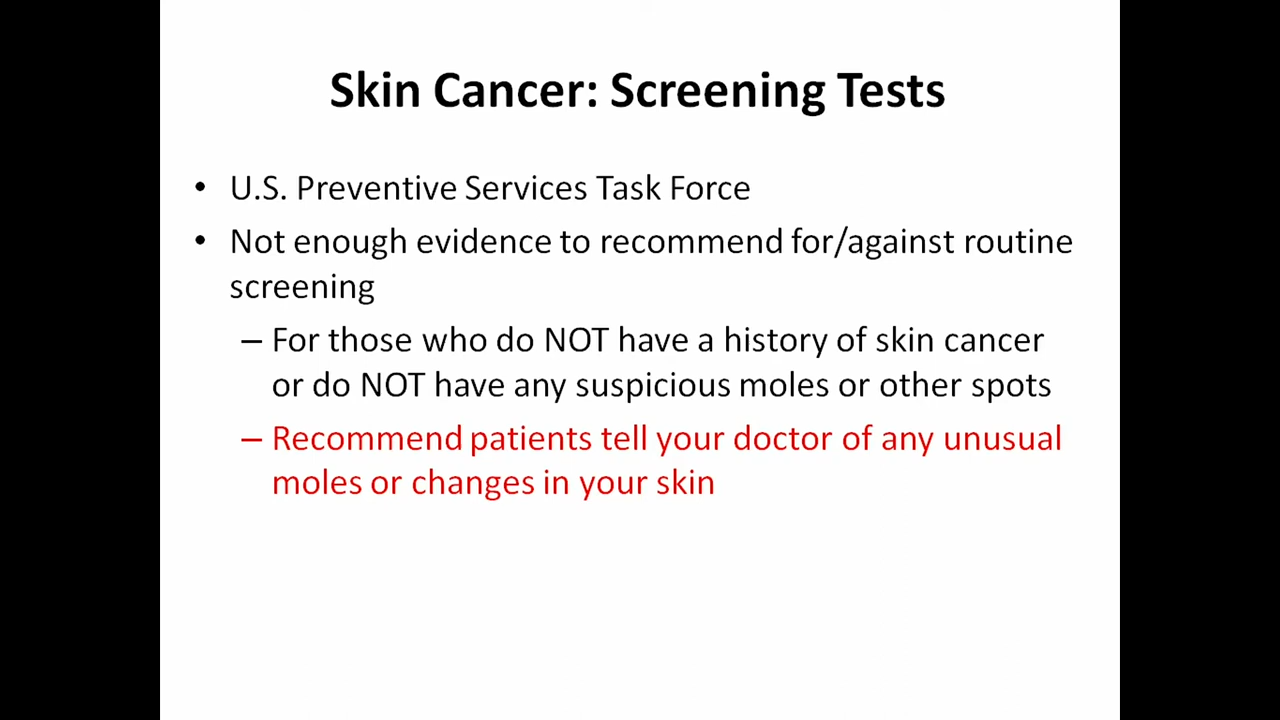 Skin Cancer: Screening Tests
• U.S. Preventive Services Task Force
• Not enough evidence to recommend for/against routine
screening
– For those who do NOT have a history of skin cancer
or do NOT have any suspicious moles or other spots
– Recommend patients tell your doctor of any unusual
moles or changes in your skin